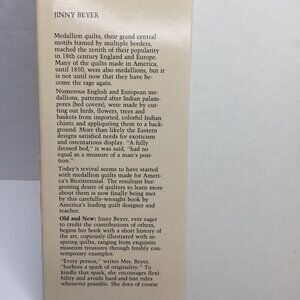 JINNY BEYER
Medallion quilts, their grand central
motifs framed by multiple borders,
reached the zenith of their popularity
in 18th century England and Europe.
Many of the quilts made in America,
until 1850, were also medallions, but it
is not until now that they have be-
come the rage again.
Numerous English and European me-
dallions, patterned after Indian palam-
pores [bed covers], were made by cut-
ting out birds, flowers, trees and
baskets from imported, colorful Indian
chintz and appliqueing them to a back-
ground. More than likely the Eastern
designs satisfied needs for exoticism
and ostentatious display. "A fully
dressed bed," it was said, "had no
equal as a measure of a man's posi-
tion."
Today's revival seems to have started
with medallion quilts made for Ameri-
ca's Bicentennial. The resultant bur-
geoning desire of quilters to learn more
about them is now finally being met
by this carefully-wrought book by
America's leading quilt designer and
teacher.
Old and New: Jinny Beyer, ever eager
to credit the contributions of others,
begins her work with a short history of
the art, copiously illustrated with in-
spiring quilts, ranging from exquisite
museum treasures through freshly con-
temporary examples.
"Every person," writes Mrs. Beyer,
"harbors a spark of originality." To
kindle that spark, she encourages flexi-
bility and avoids hard-and-fast rules
whenever possible. She does of course